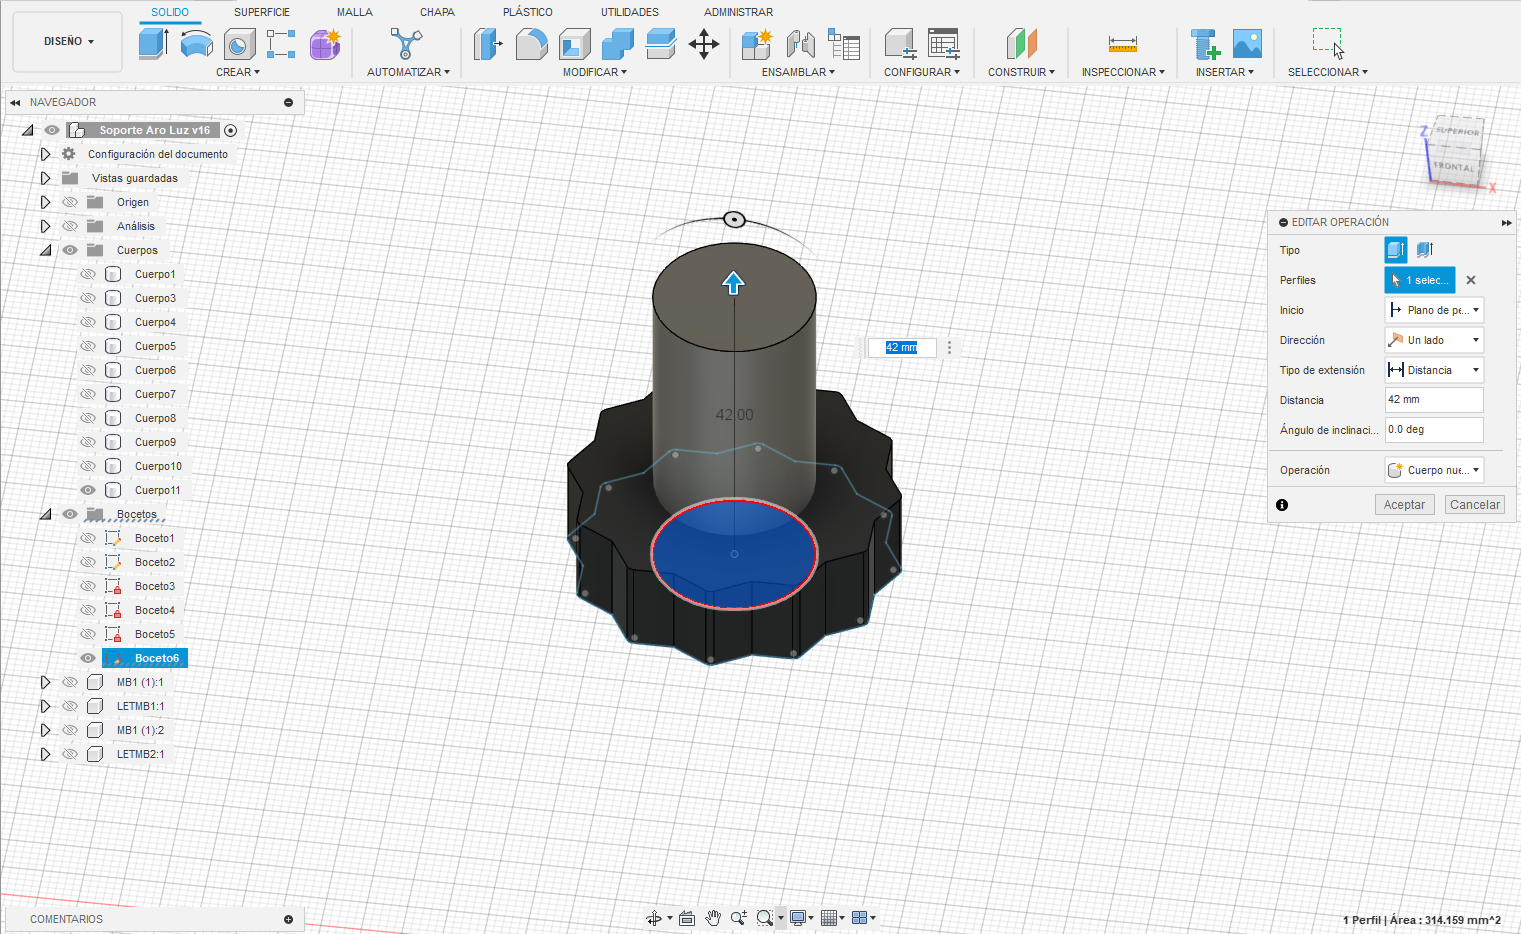 SOLIDO SUPERFICIE MALLA CHAPA PLÁSTICO UTILIDADES ADMINISTRAR
DISEÑO
CREAR AUTOMATIZAR MODIFICAR ENSAMBLAR CONFIGURAR CONSTRUIR INSPECCIONAR INSERTAR SELECCIONAR
NAVEGADOR
Soporte Aro Luz v16
Configuración del documento
Vistas guardadas
Origen
Análisis
Cuerpos
Cuerpo1
Cuerpo3
Cuerpo4
Cuerpo5
Cuerpo6
Cuerpo7
Cuerpo8
Cuerpo9
Cuerpo10
Cuerpo11
Bocetos
Boceto1
Boceto2
Boceto3
Boceto4
Boceto5
Boceto6
MB1 (1):1
LETMB1:1
MB1 (1):2
LETMB2:1
COMENTARIOS
42 mm
42.00
Z
SUPERIOR
FRONTAL
X
EDITAR OPERACIÓN
Tipo
Perfiles 1 selec...
Inicio Plano de pe...
Dirección Un lado
Tipo de extensión Distancia
Distancia 42 mm
Ángulo de inclinaci... 0.0 deg
Operación Cuerpo nue...
Aceptar Cancelar
1 Perfil | Área : 314.159 mm^2